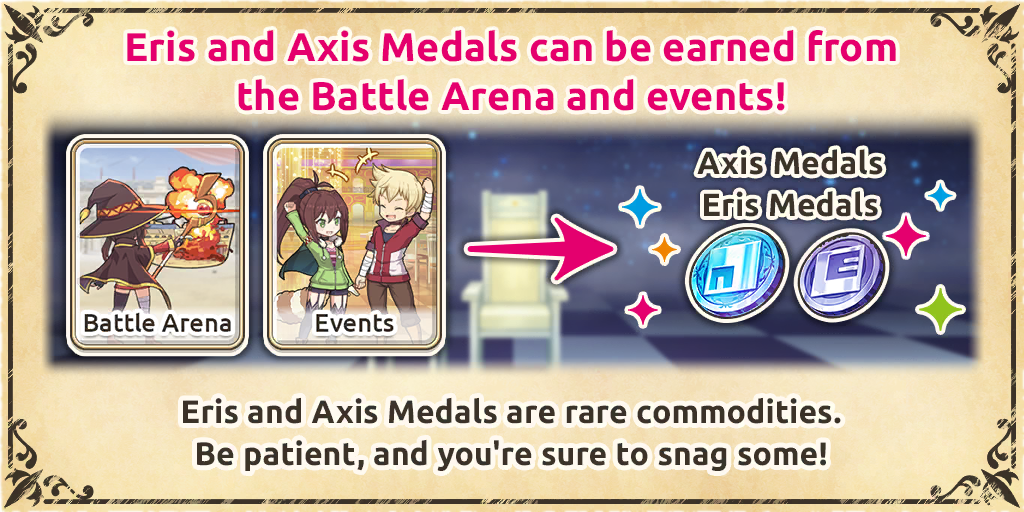 Eris and Axis Medals can be earned from
the Battle Arena and events!
Battle Arena
Events
Axis Medals
Eris Medals
A
E
Eris and Axis Medals are rare commodities.
Be patient, and you're sure to snag some!